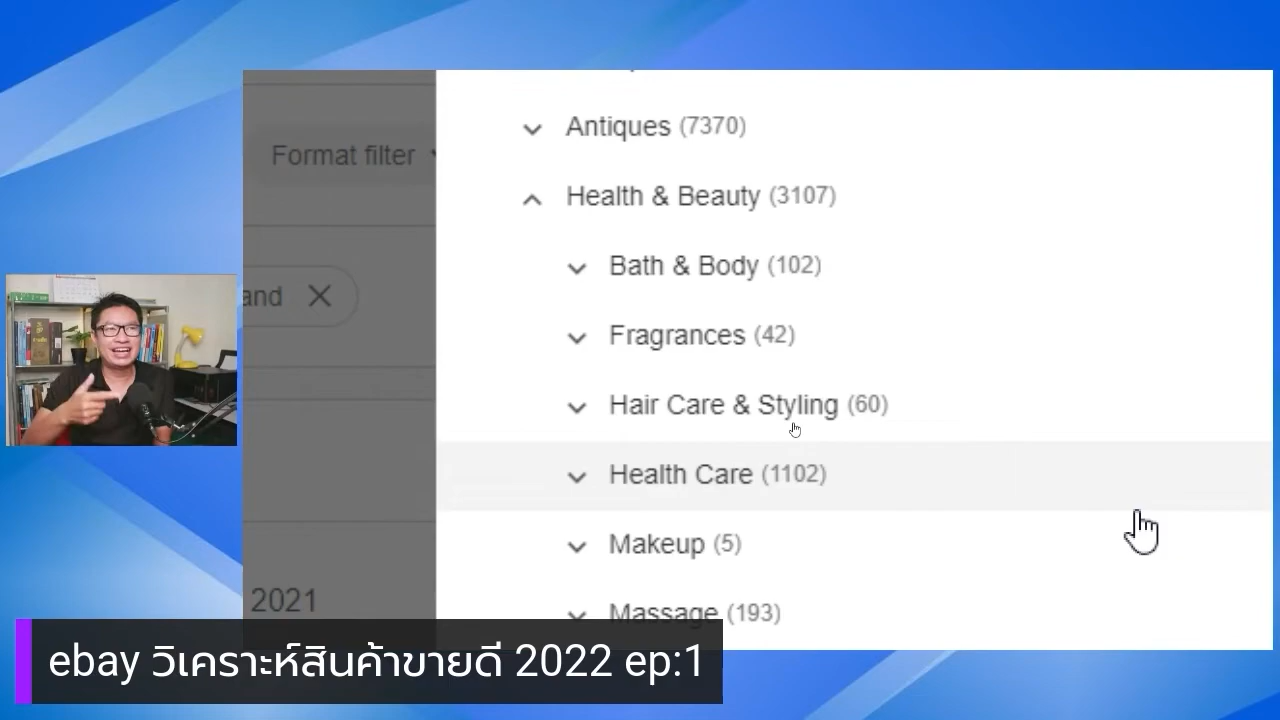 Antiques (7370)
Format filter
Health & Beauty (3107)
Bath & Body (102)
and
Fragrances (42)
Hair Care & Styling (60)
Health Care (1102)
Makeup (5)
2021
Massage (193)
ebay วิเคราะห์สินค้าขายดี 2022 ep:1